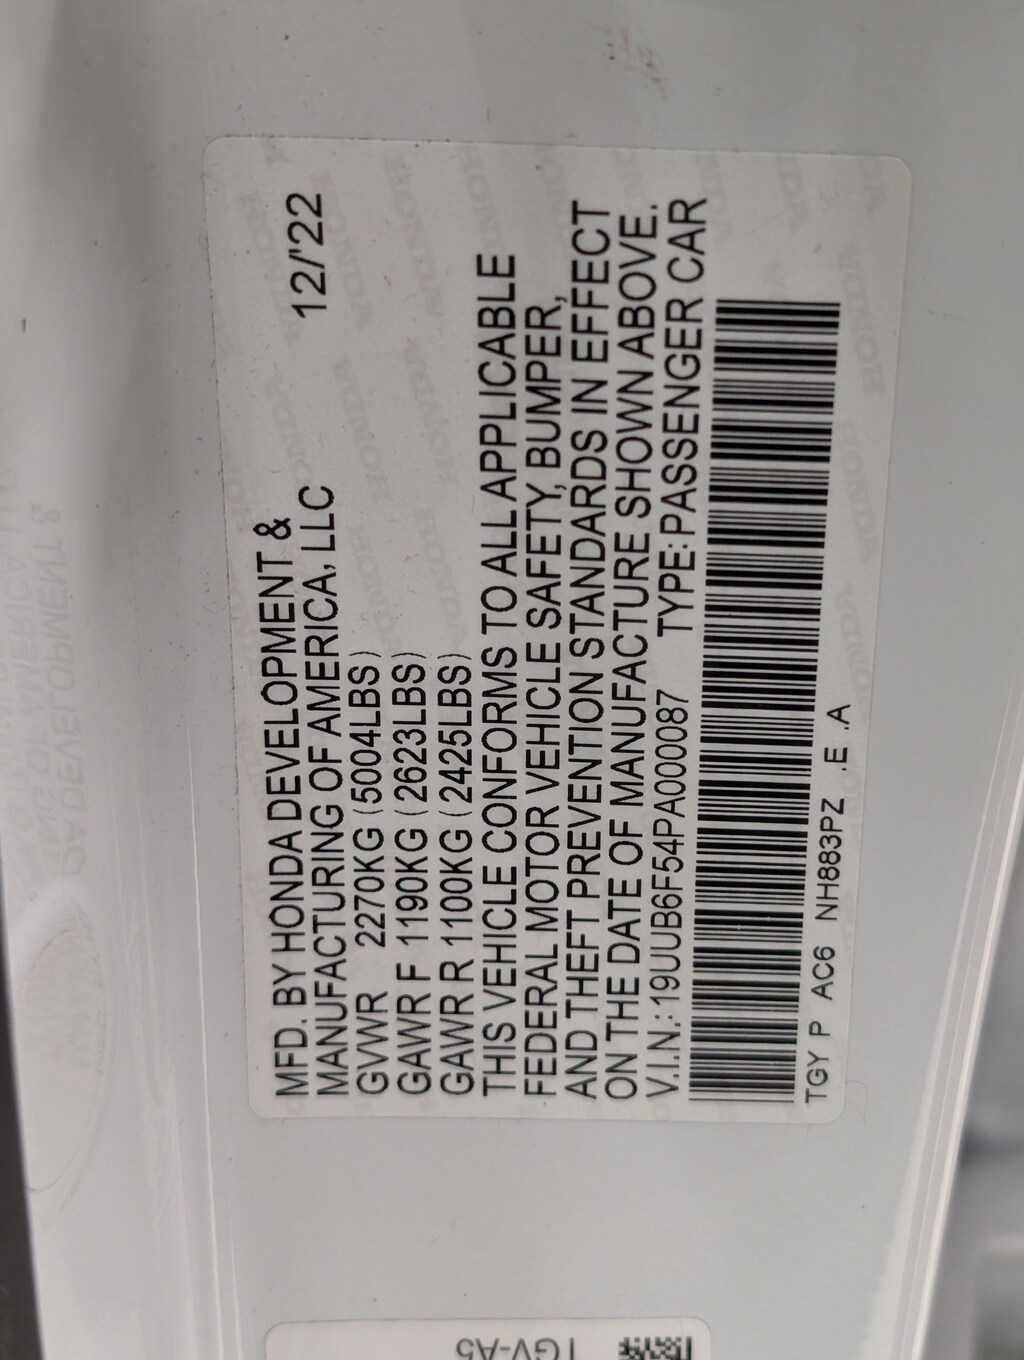 MFD. BY HONDA DEVELOPMENT &
MANUFACTURING OF AMERICA, LLC 12/'22
GVWR 2270KG (5004LBS)
GAWR F 1190KG (2623LBS)
GAWR R 1100KG (2425LBS)
THIS VEHICLE CONFORMS TO ALL APPLICABLE
FEDERAL MOTOR VEHICLE SAFETY, BUMPER,
AND THEFT PREVENTION STANDARDS IN EFFECT
ON THE DATE OF MANUFACTURE SHOWN ABOVE.
V.I.N.: 19UUB6F54PA000087 TYPE: PASSENGER CAR
TGY P AC6 NH883PZ .E .A
TGV-A5